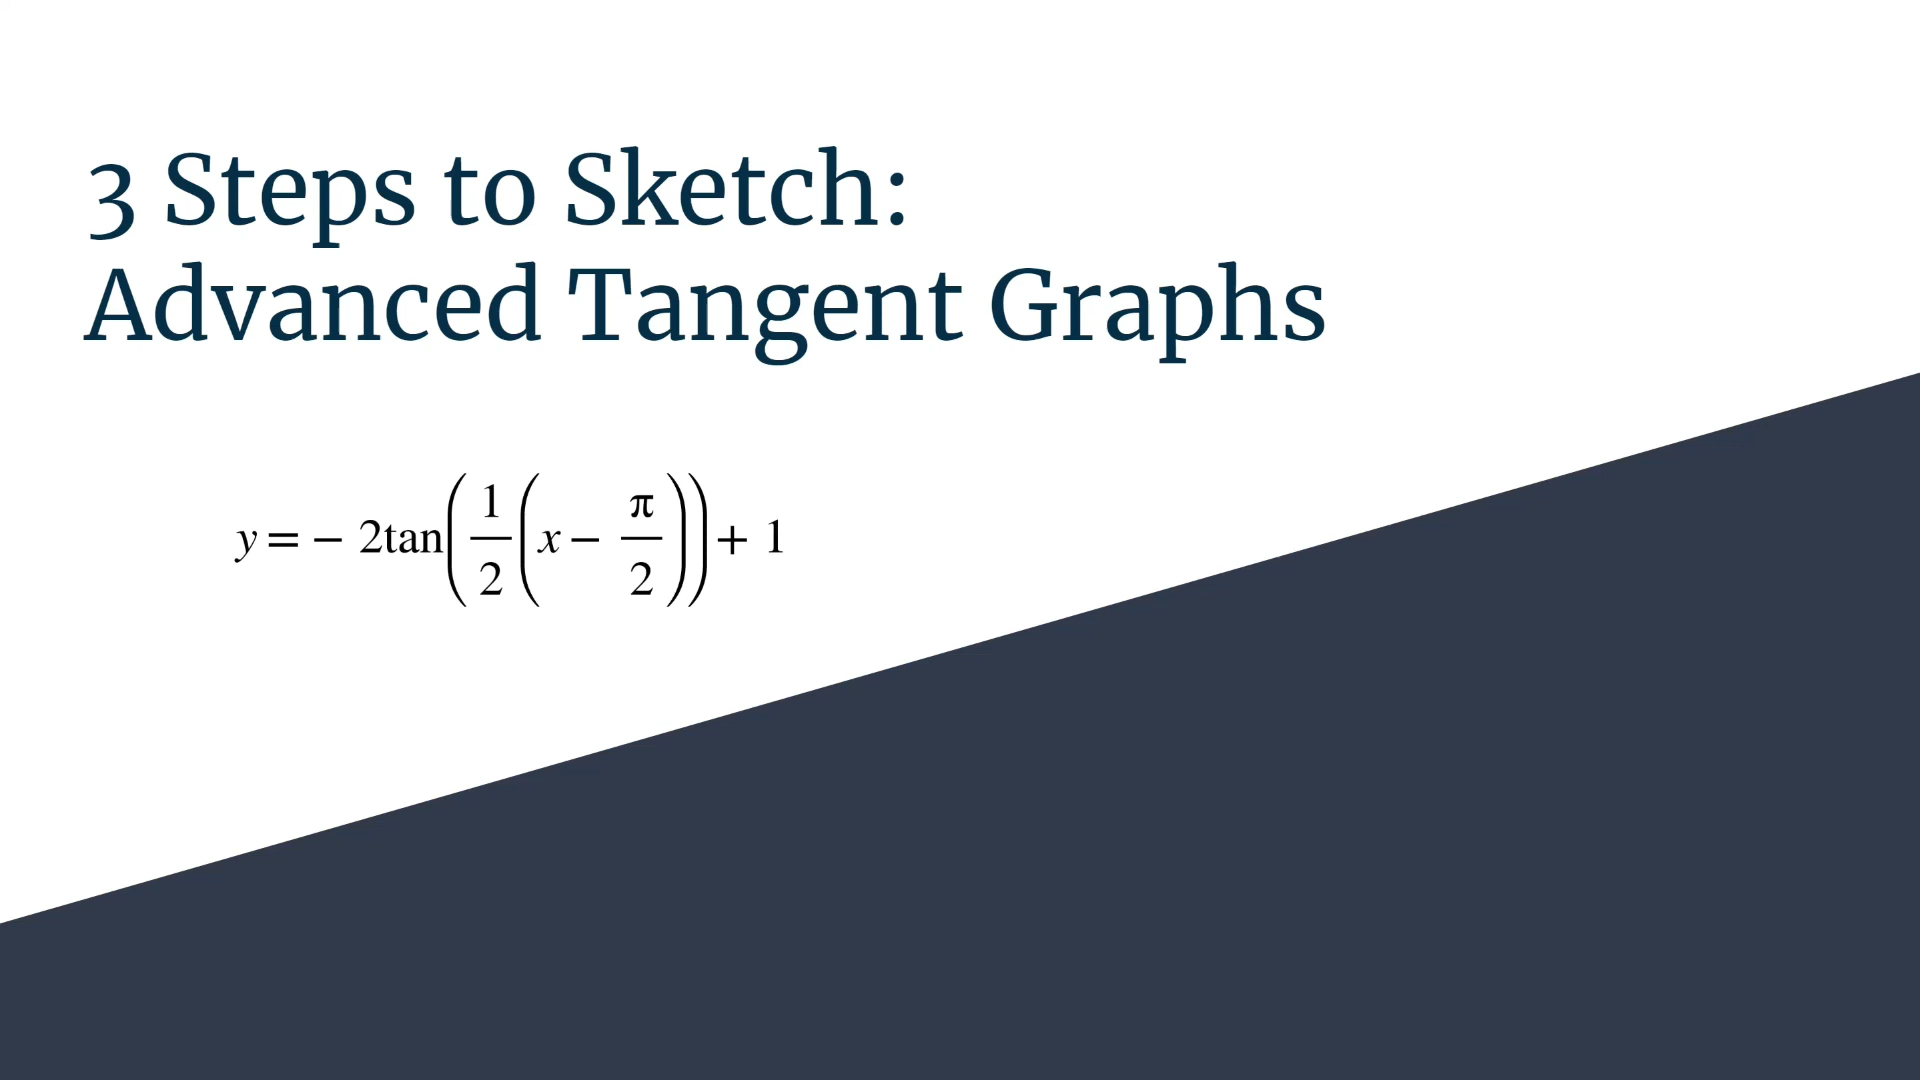 3 Steps to Sketch:
Advanced Tangent Graphs
y = − 2tan(1/2(x − π/2)) + 1